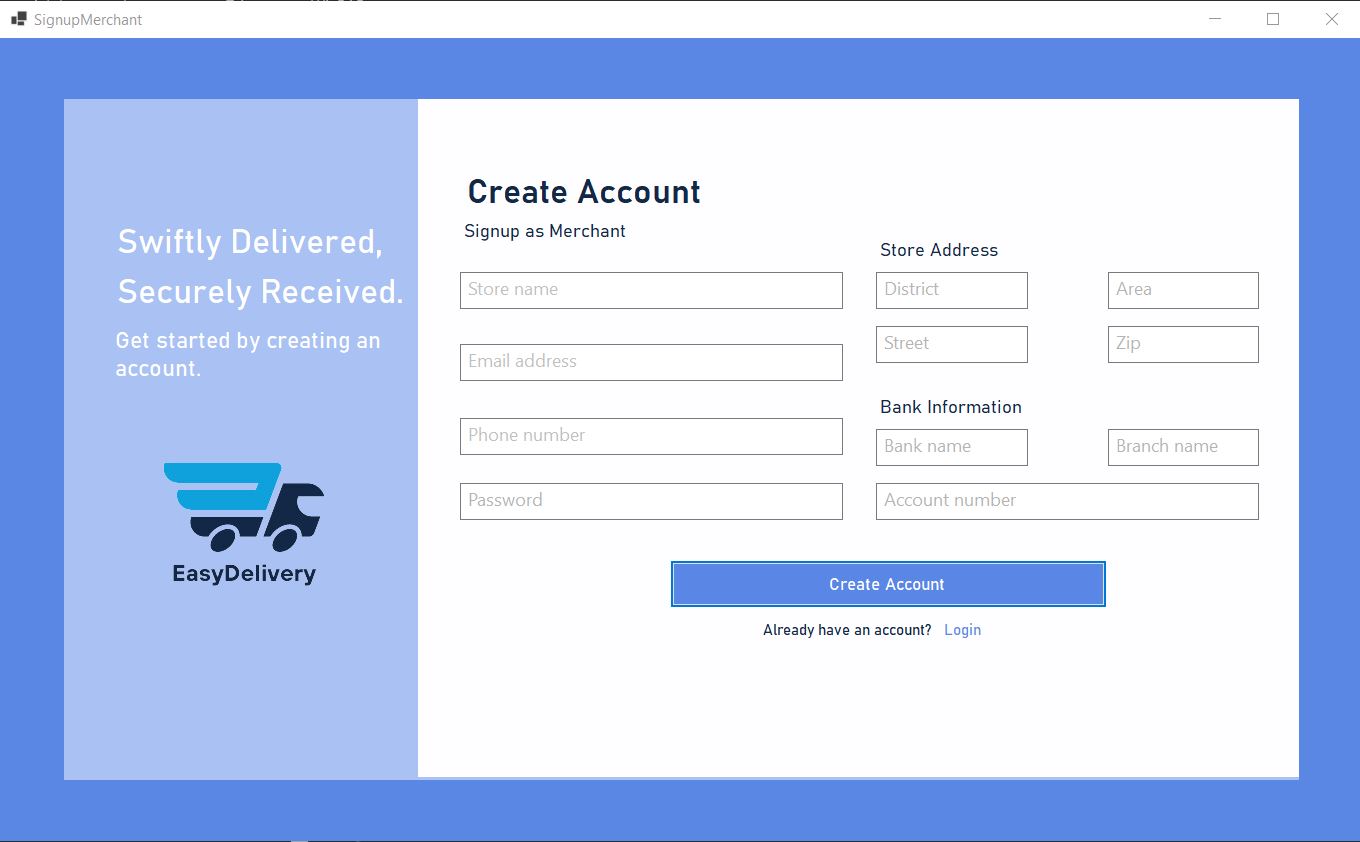 SignupMerchant
Swiftly Delivered,
Securely Received.
Get started by creating an
account.
EasyDelivery
Create Account
Signup as Merchant
Store name
Email address
Phone number
Password
Store Address
District
Area
Street
Zip
Bank Information
Bank name
Branch name
Account number
Create Account
Already have an account? Login